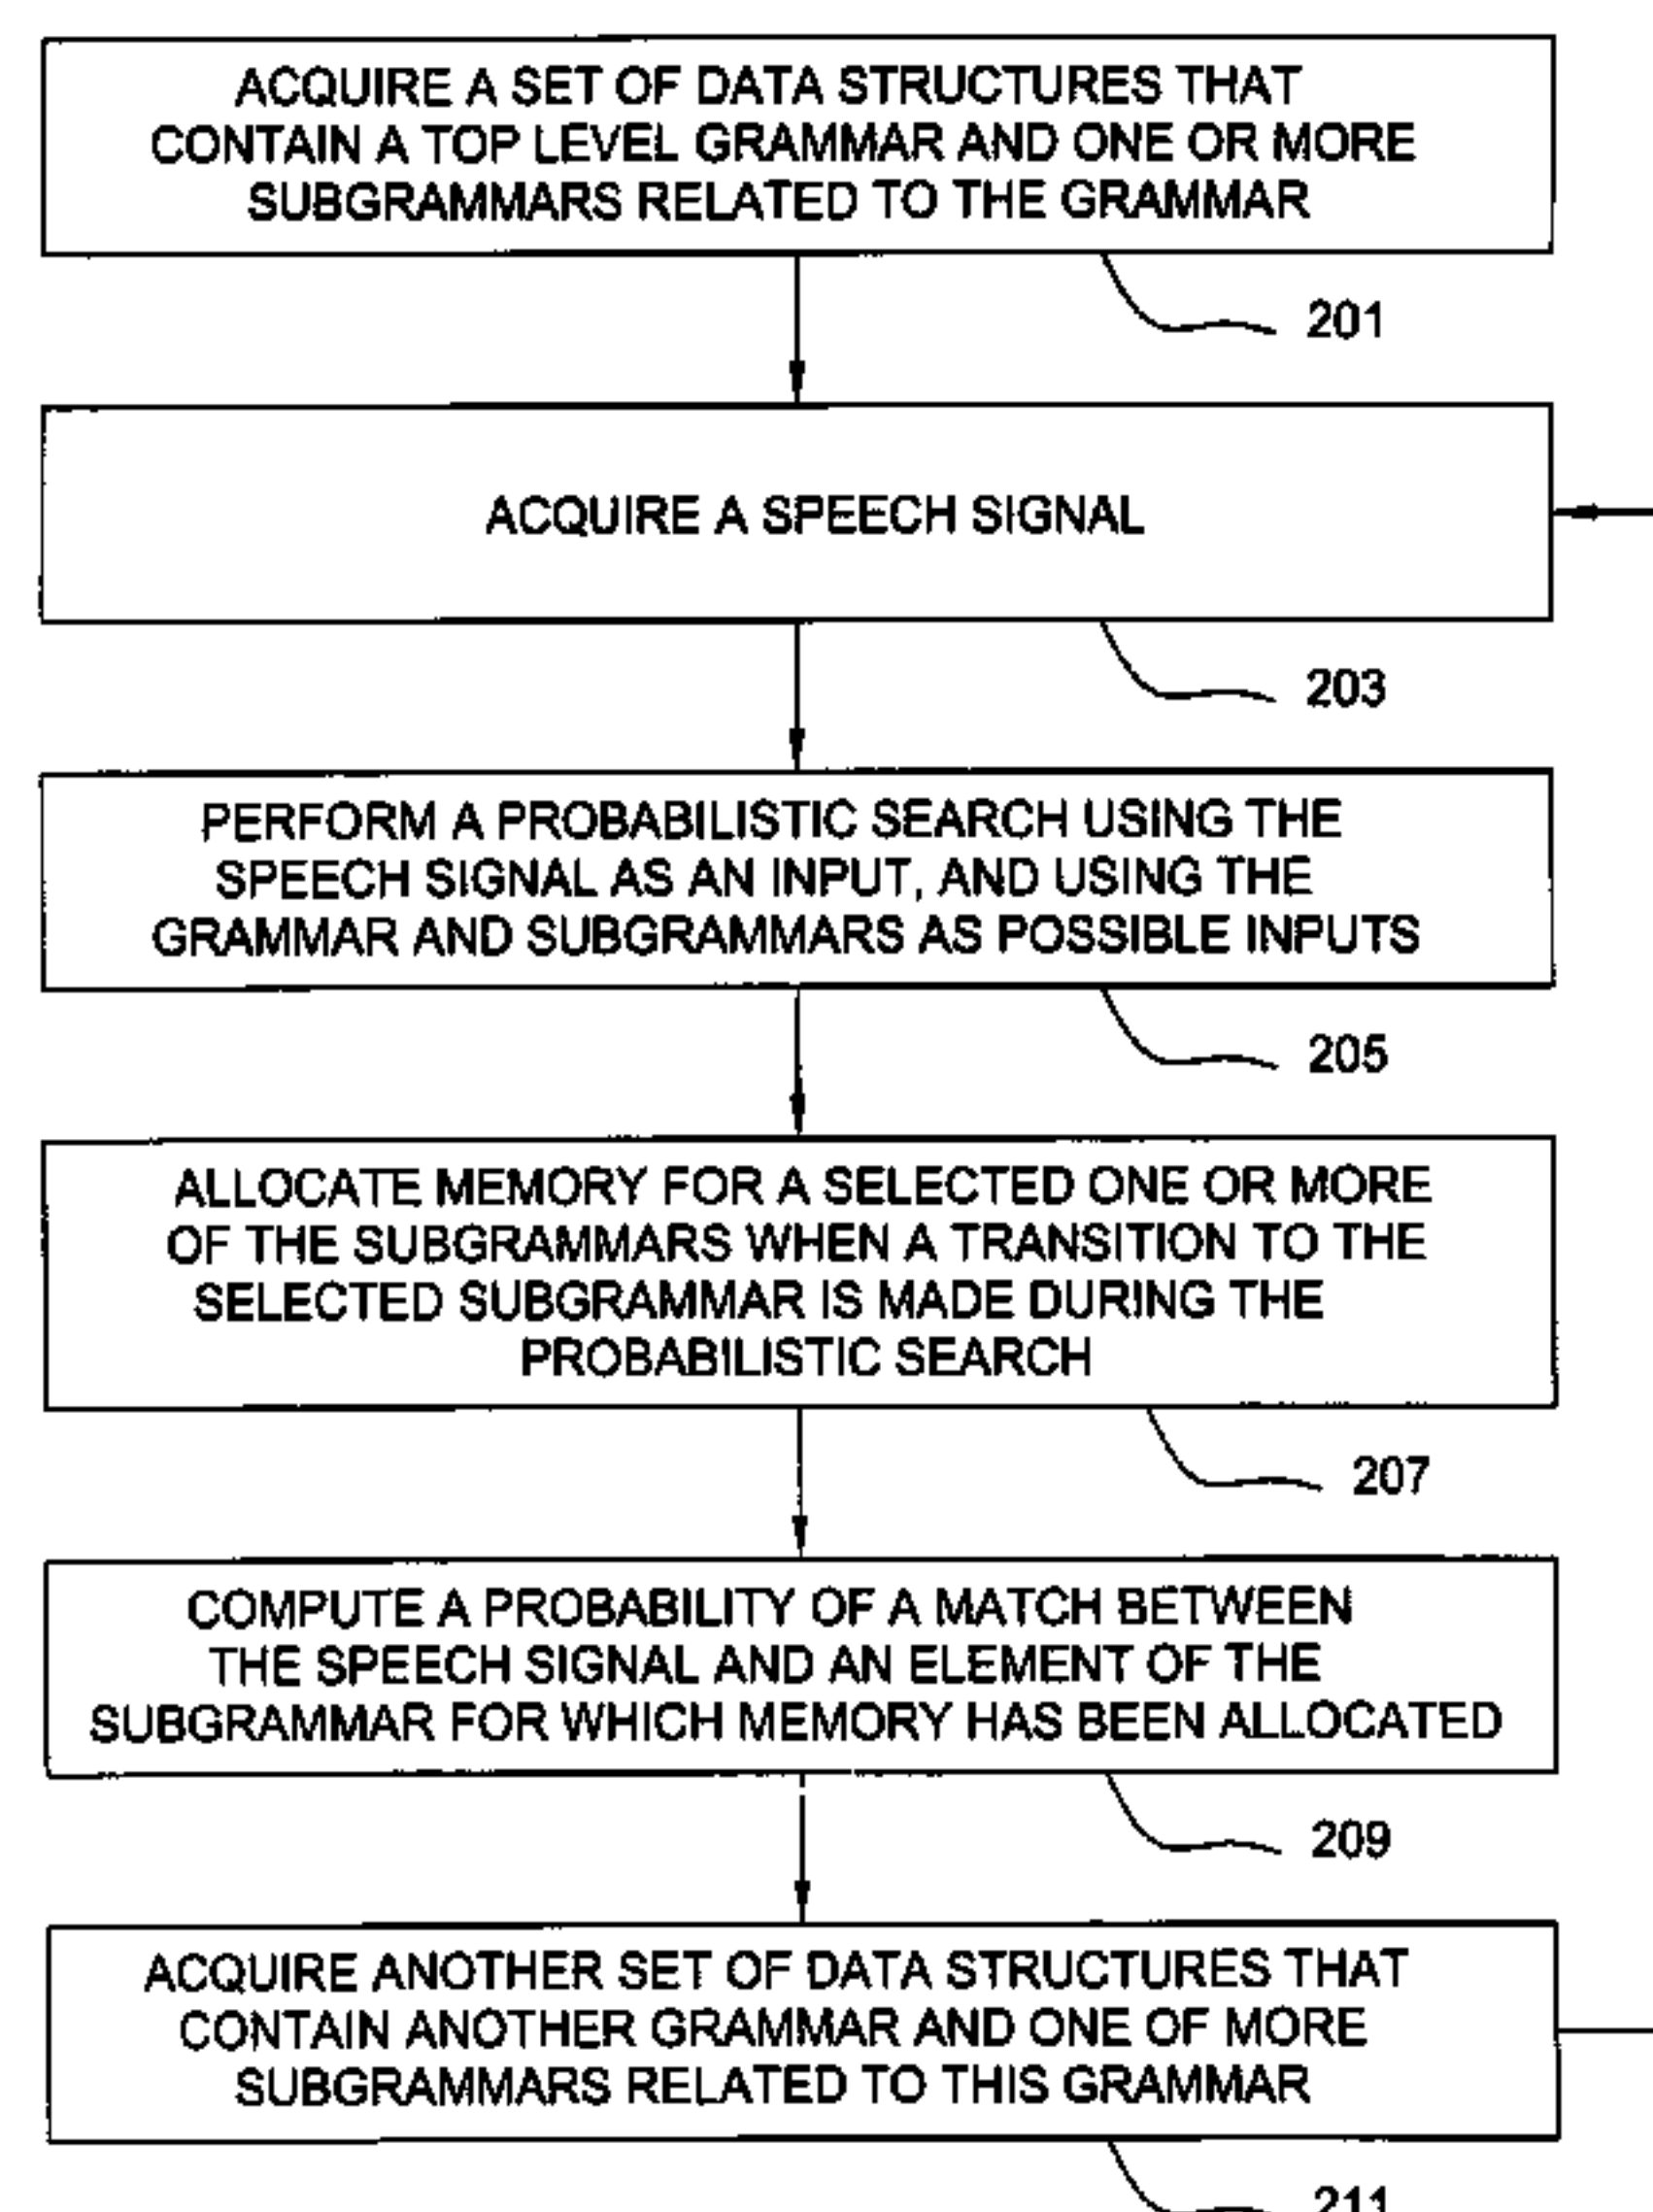 ACQUIRE A SET OF DATA STRUCTURES THAT
CONTAIN A TOP LEVEL GRAMMAR AND ONE OR MORE
SUBGRAMMARS RELATED TO THE GRAMMAR
201
ACQUIRE A SPEECH SIGNAL
203
PERFORM A PROBABILISTIC SEARCH USING THE
SPEECH SIGNAL AS AN INPUT, AND USING THE
GRAMMAR AND SUBGRAMMARS AS POSSIBLE INPUTS
205
ALLOCATE MEMORY FOR A SELECTED ONE OR MORE
OF THE SUBGRAMMARS WHEN A TRANSITION TO THE
SELECTED SUBGRAMMAR IS MADE DURING THE
PROBABILISTIC SEARCH
207
COMPUTE A PROBABILITY OF A MATCH BETWEEN
THE SPEECH SIGNAL AND AN ELEMENT OF THE
SUBGRAMMAR FOR WHICH MEMORY HAS BEEN ALLOCATED
209
ACQUIRE ANOTHER SET OF DATA STRUCTURES THAT
CONTAIN ANOTHER GRAMMAR AND ONE OF MORE
SUBGRAMMARS RELATED TO THIS GRAMMAR
211